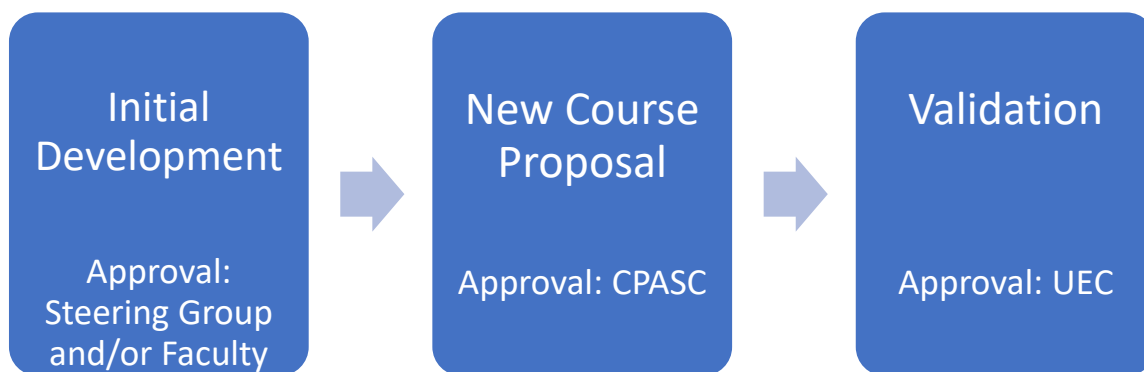 Initial
Development
Approval:
Steering Group
and/or Faculty
New Course
Proposal
Approval: CPASC
Validation
Approval: UEC